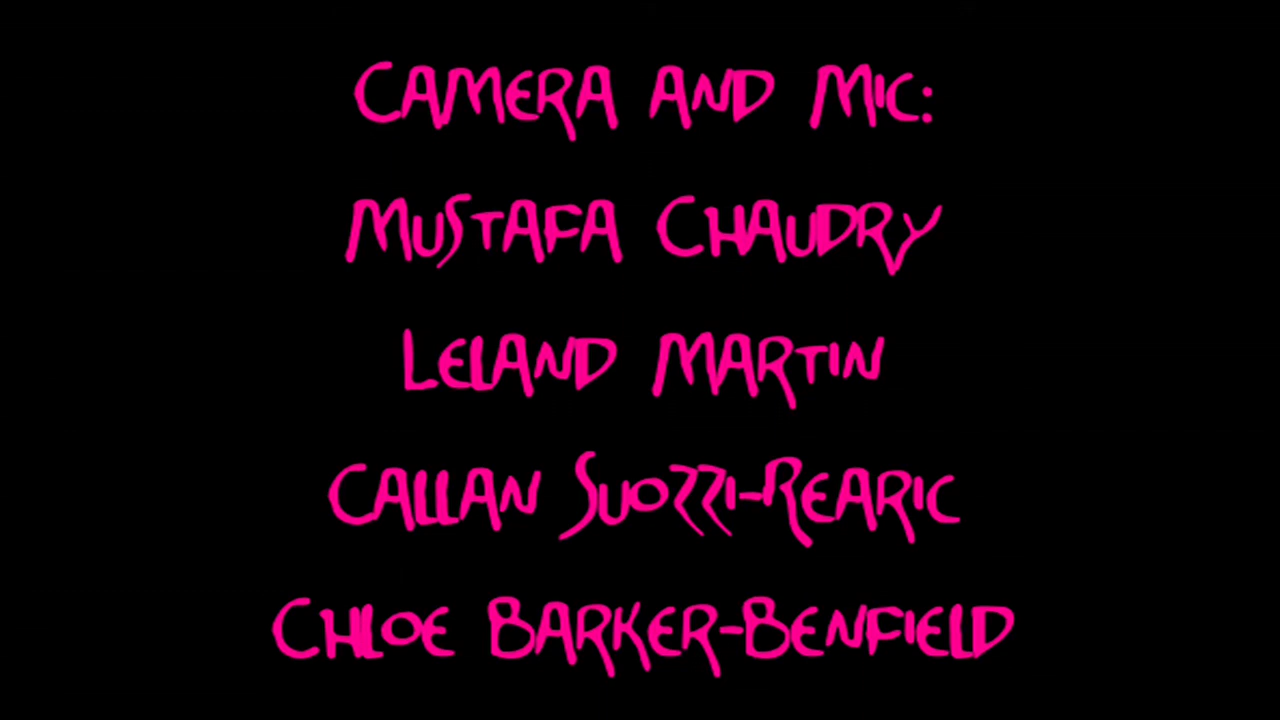 Camera and Mic:
Mustafa Chaudry
Leland Martin
Callan Suozzi-Rearic
Chloe Barker-Benfield